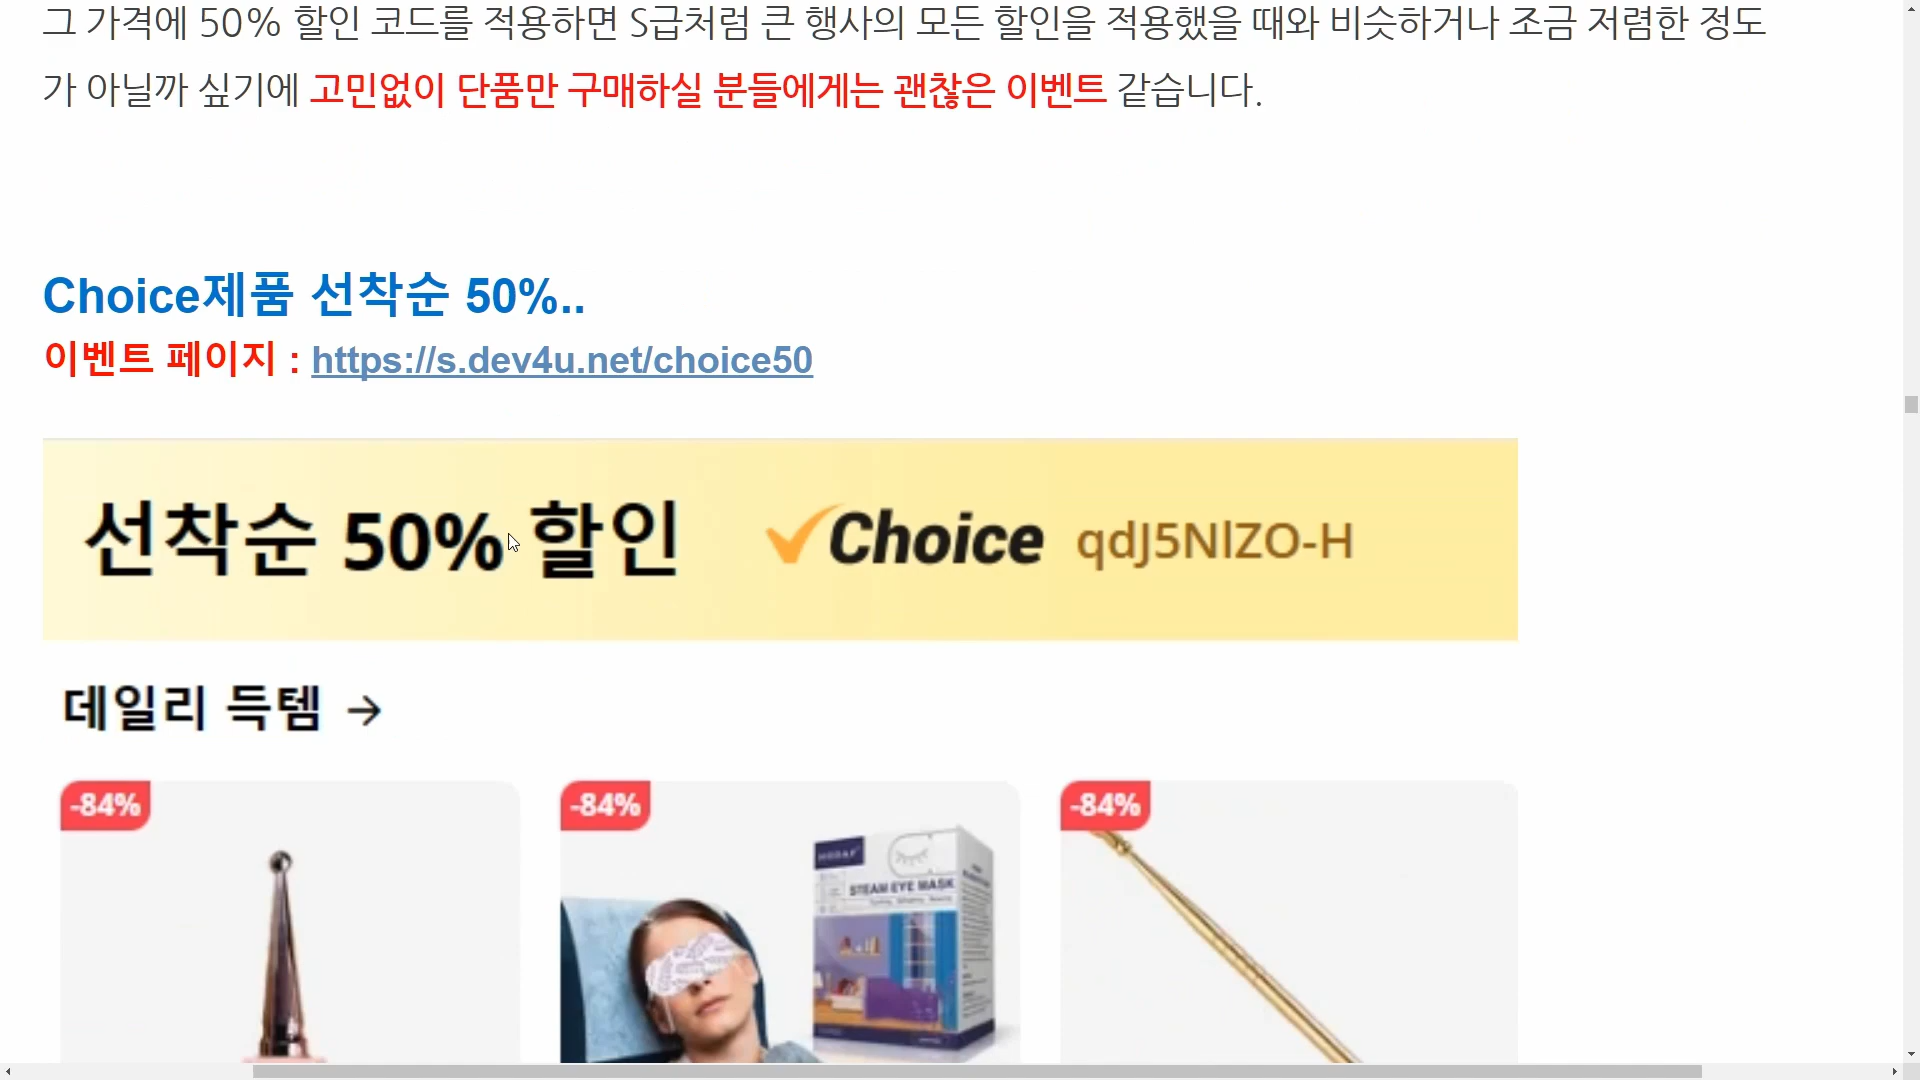 그 가격에 50% 할인 코드를 적용하면 S급처럼 큰 행사의 모든 할인을 적용했을 때와 비슷하거나 조금 저렴한 정도
가 아닐까 싶기에 고민없이 단품만 구매하실 분들에게는 괜찮은 이벤트 같습니다.
Choice제품 선착순 50%..
이벤트 페이지 : https://s.dev4u.net/choice50
선착순 50% 할인 Choice qdJ5NlZO-H
데일리 득템 →
-84% -84% -84%
STEAM EYE MASK